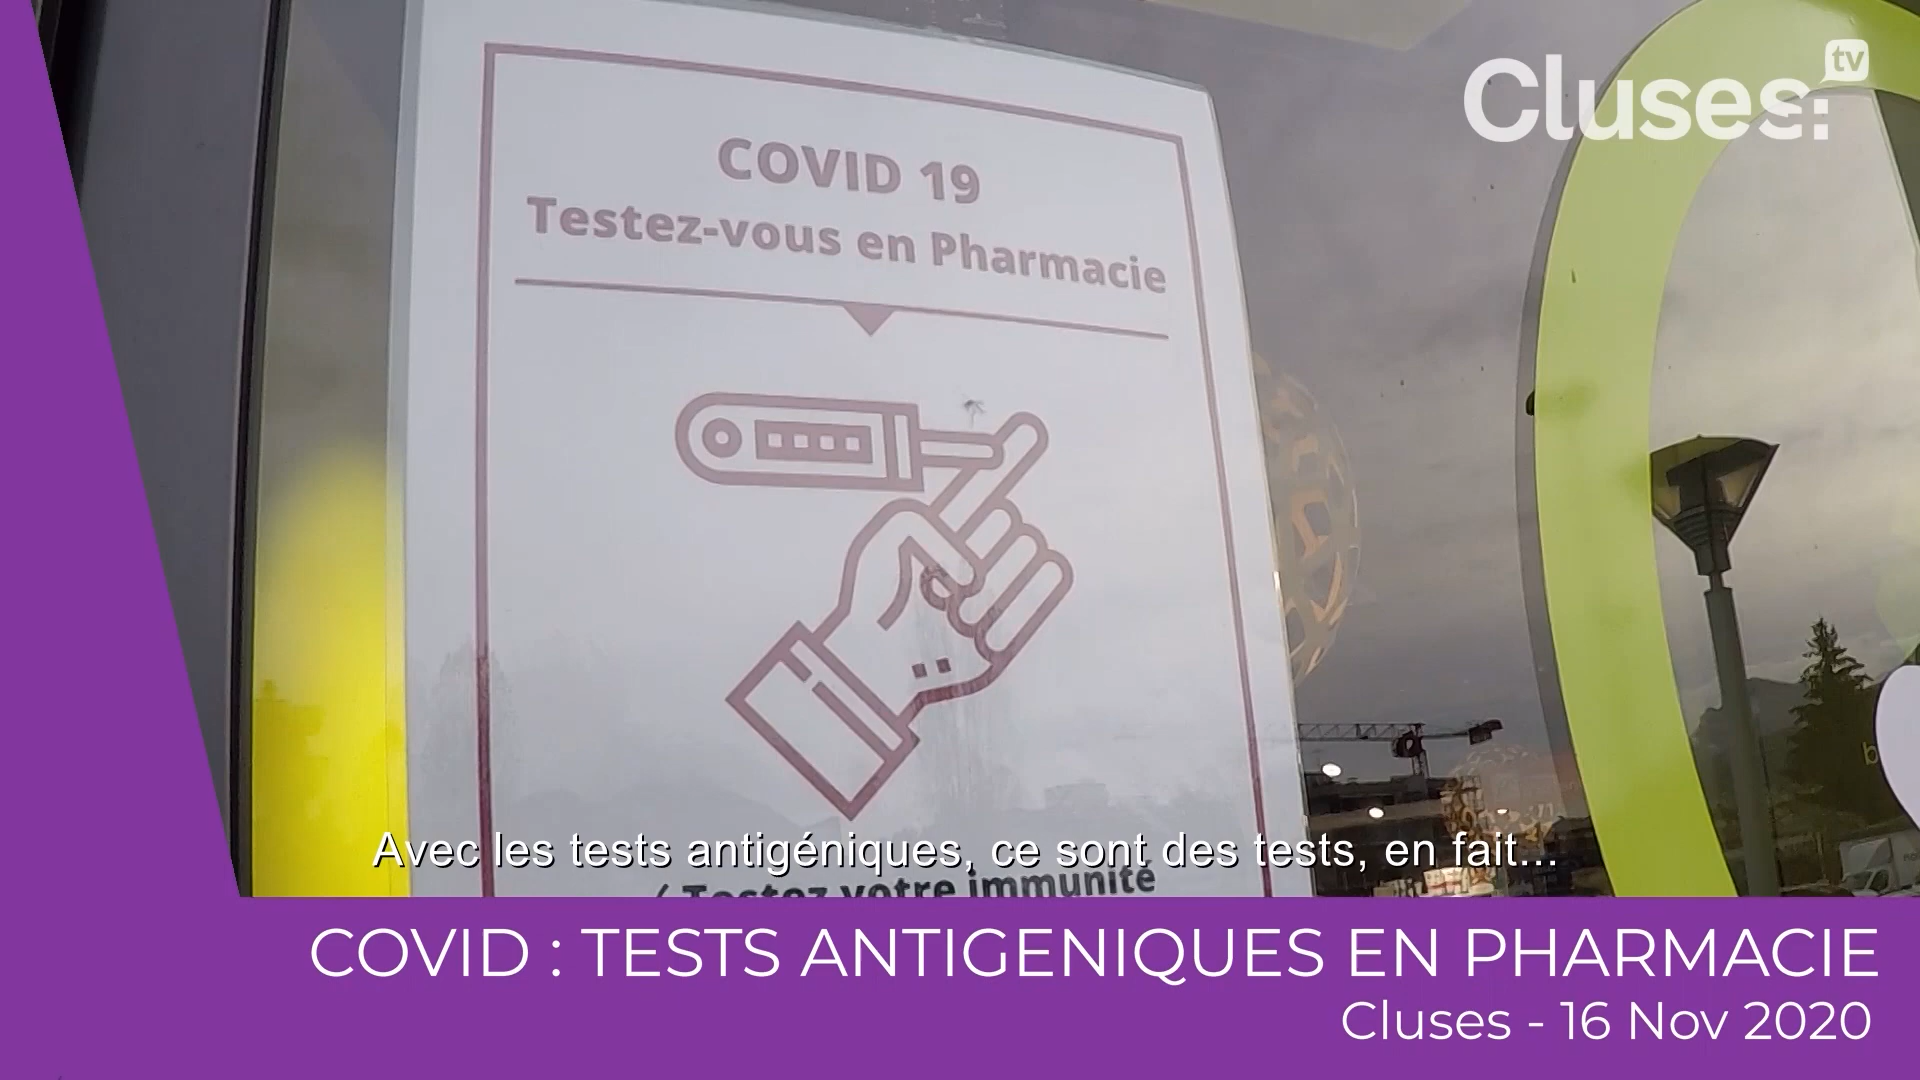 Cluses: tv
COVID 19
Testez-vous en Pharmacie
Avec les tests antigéniques, ce sont des tests, en fait...
Testez votre immunité
COVID : TESTS ANTIGENIQUES EN PHARMACIE
Cluses - 16 Nov 2020